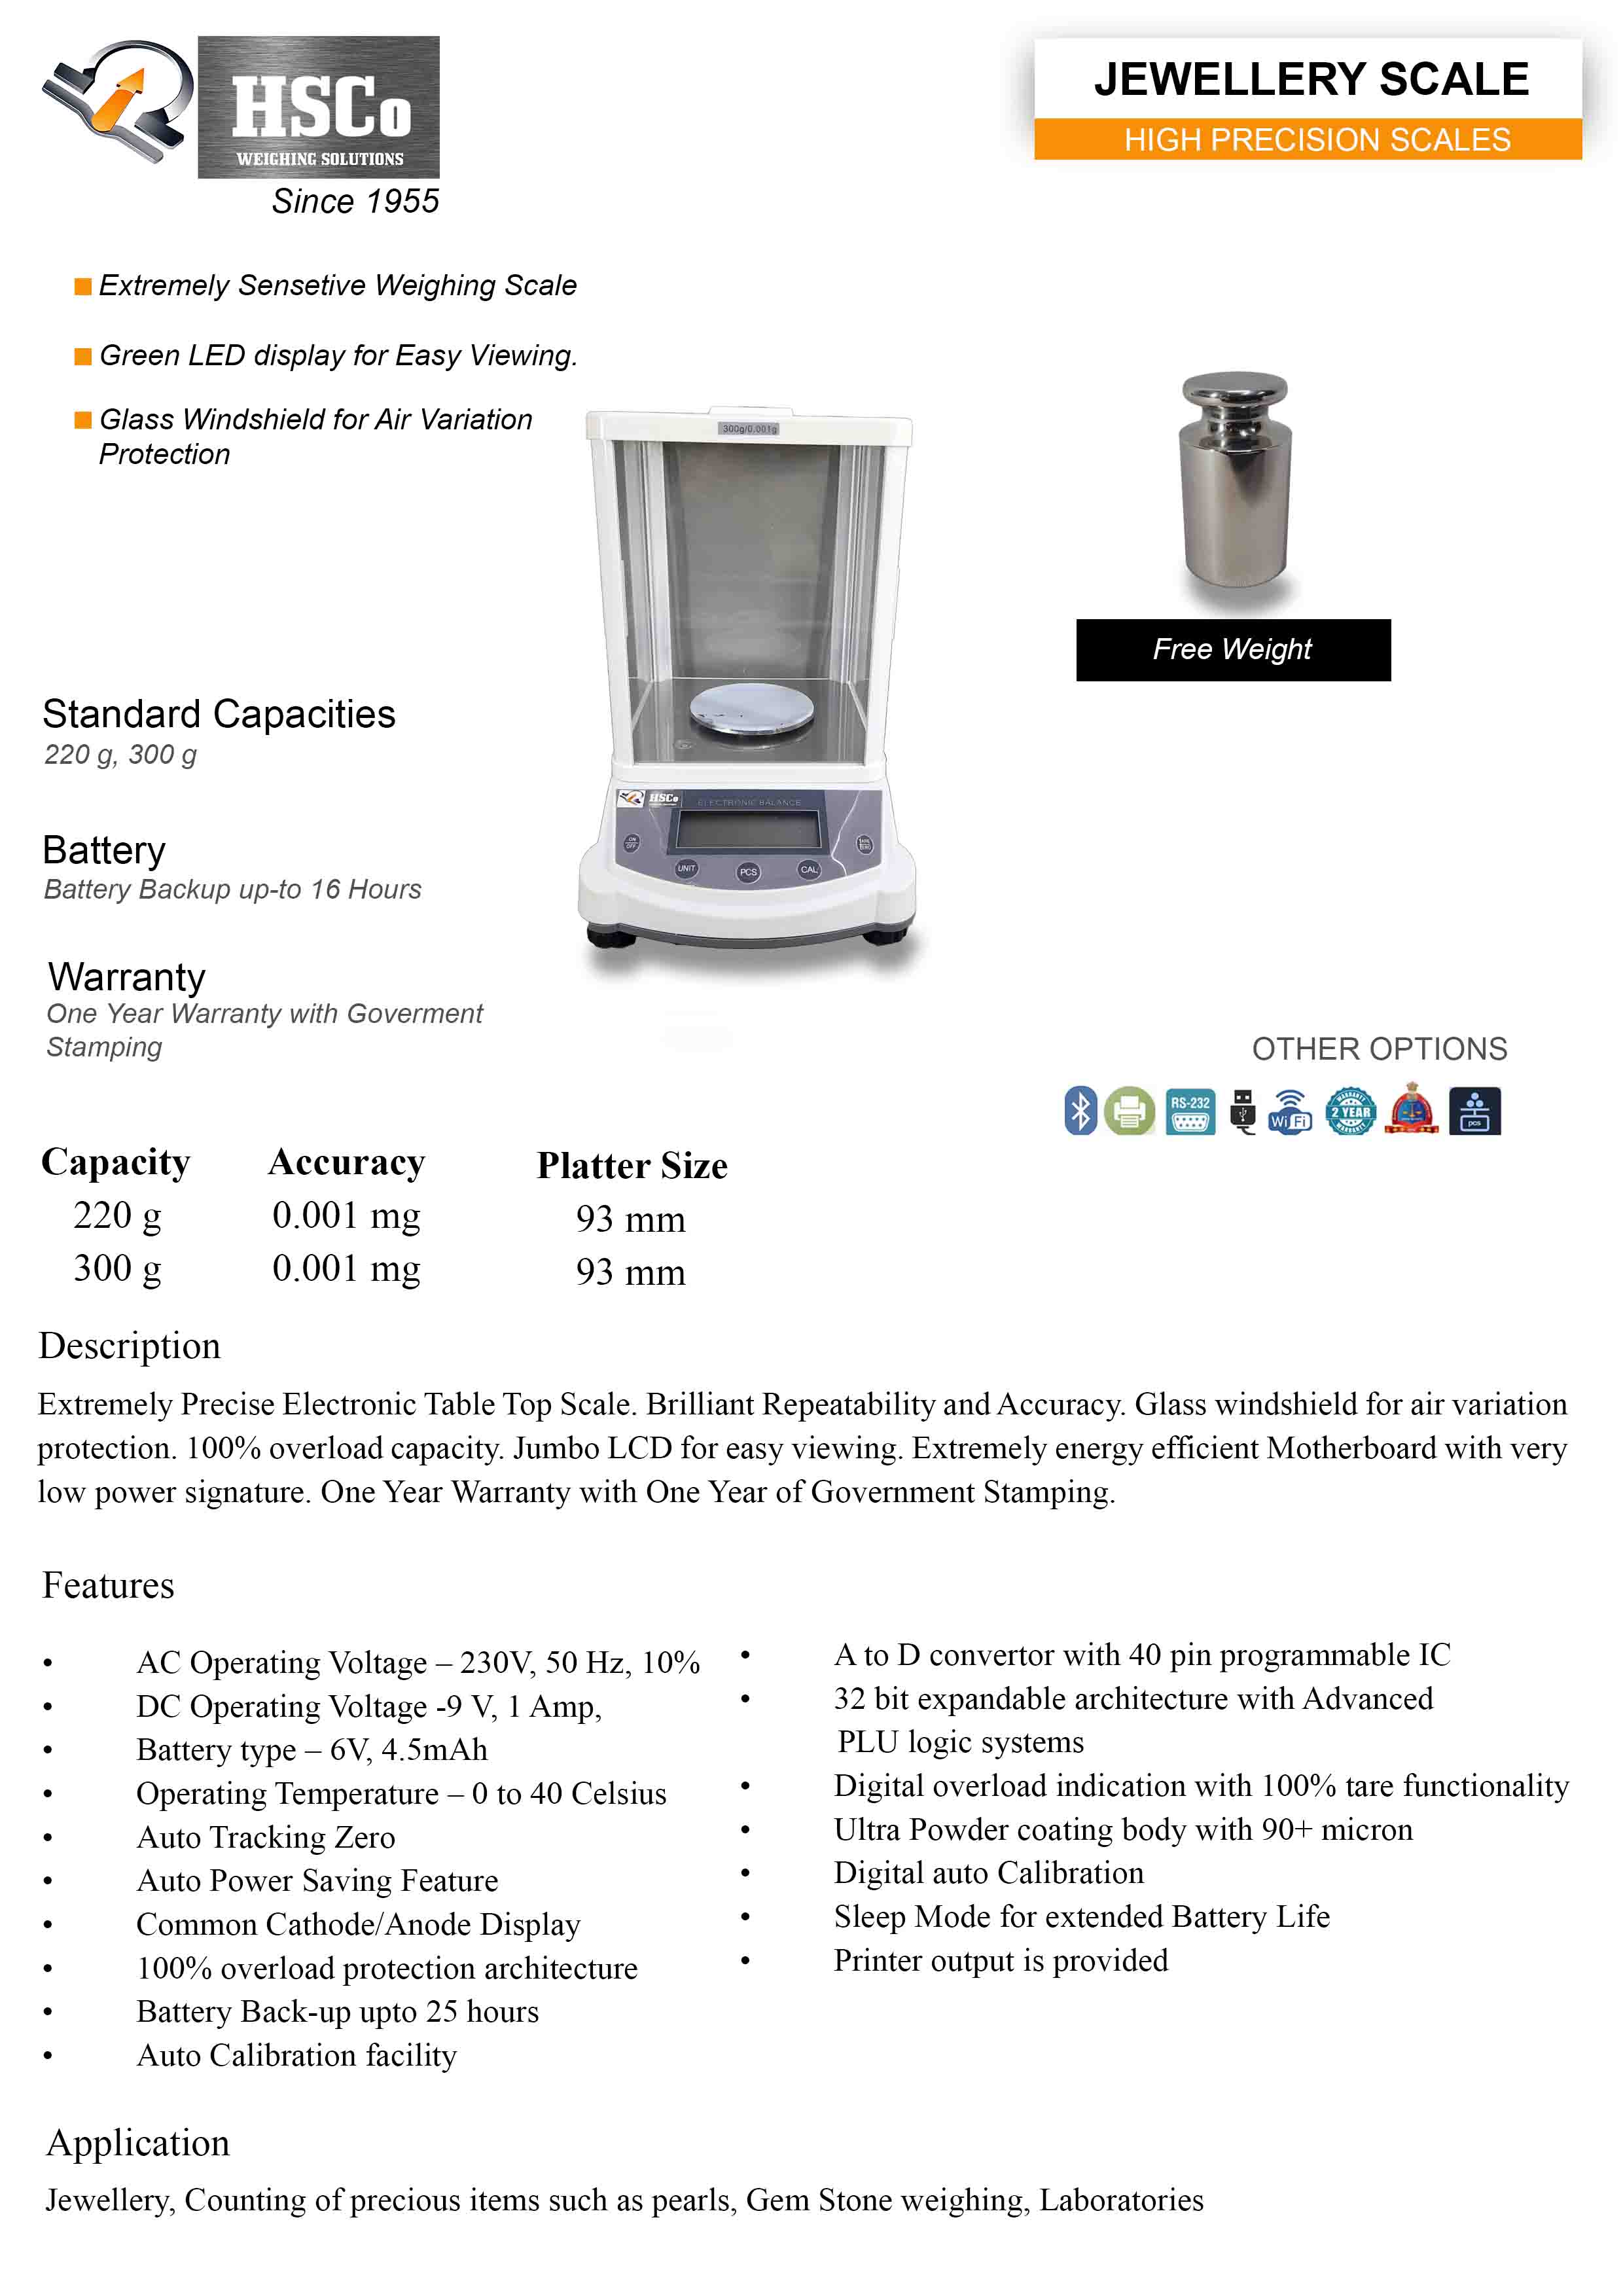 HSCo
WEIGHING SOLUTIONS
Since 1955
JEWELLERY SCALE
HIGH PRECISION SCALES
Extremely Sensetive Weighing Scale
Green LED display for Easy Viewing.
Glass Windshield for Air Variation
Protection
300g/0.001g
Free Weight
Standard Capacities
220 g, 300 g
HSCo
ELECTRONIC BALANCE
ON
OFF
UNIT
PCS
CAL
TARE
ZERO
Battery
Battery Backup up-to 16 Hours
Warranty
One Year Warranty with Goverment
Stamping
OTHER OPTIONS
RS-232
WiFi
WARRANTY
2 YEAR
WARRANTY
pcs
Capacity Accuracy Platter Size
220 g 0.001 mg 93 mm
300 g 0.001 mg 93 mm
Description
Extremely Precise Electronic Table Top Scale. Brilliant Repeatability and Accuracy. Glass windshield for air variation
protection. 100% overload capacity. Jumbo LCD for easy viewing. Extremely energy efficient Motherboard with very
low power signature. One Year Warranty with One Year of Government Stamping.
Features
• AC Operating Voltage – 230V, 50 Hz, 10%
• DC Operating Voltage -9 V, 1 Amp,
• Battery type – 6V, 4.5mAh
• Operating Temperature – 0 to 40 Celsius
• Auto Tracking Zero
• Auto Power Saving Feature
• Common Cathode/Anode Display
• 100% overload protection architecture
• Battery Back-up upto 25 hours
• Auto Calibration facility
• A to D convertor with 40 pin programmable IC
• 32 bit expandable architecture with Advanced
PLU logic systems
• Digital overload indication with 100% tare functionality
• Ultra Powder coating body with 90+ micron
• Digital auto Calibration
• Sleep Mode for extended Battery Life
• Printer output is provided
Application
Jewellery, Counting of precious items such as pearls, Gem Stone weighing, Laboratories